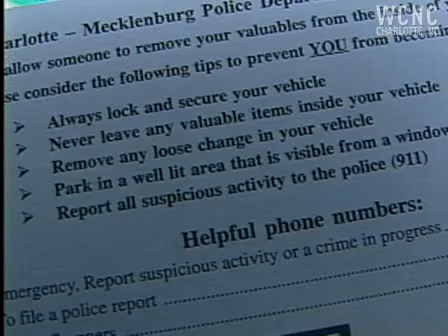 WCNC
CHARLOTTE, NC
arlotte – Mecklenburg Police
allow someone to remove your valuables from the inside of
se consider the following tips to prevent YOU from
➢ Always lock and secure your vehicle
➢ Never leave any valuable items inside your vehicle
➢ Remove any loose change in your vehicle
➢ Park in a well lit area that is visible from a window
➢ Report all suspicious activity to the police (911)
Helpful phone numbers:
mergency, Report suspicious activity or a crime in progress
o file a police report